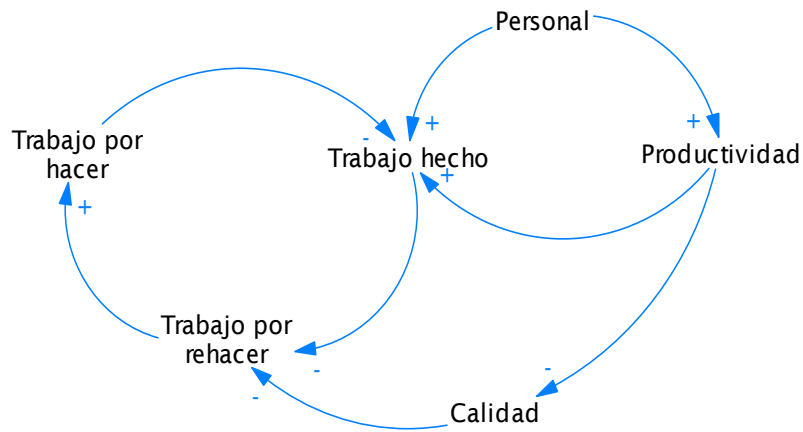 Personal
+
+
-
Trabajo por
hacer
Trabajo hecho
Productividad
+
+
Trabajo por
rehacer
-
-
-
Calidad